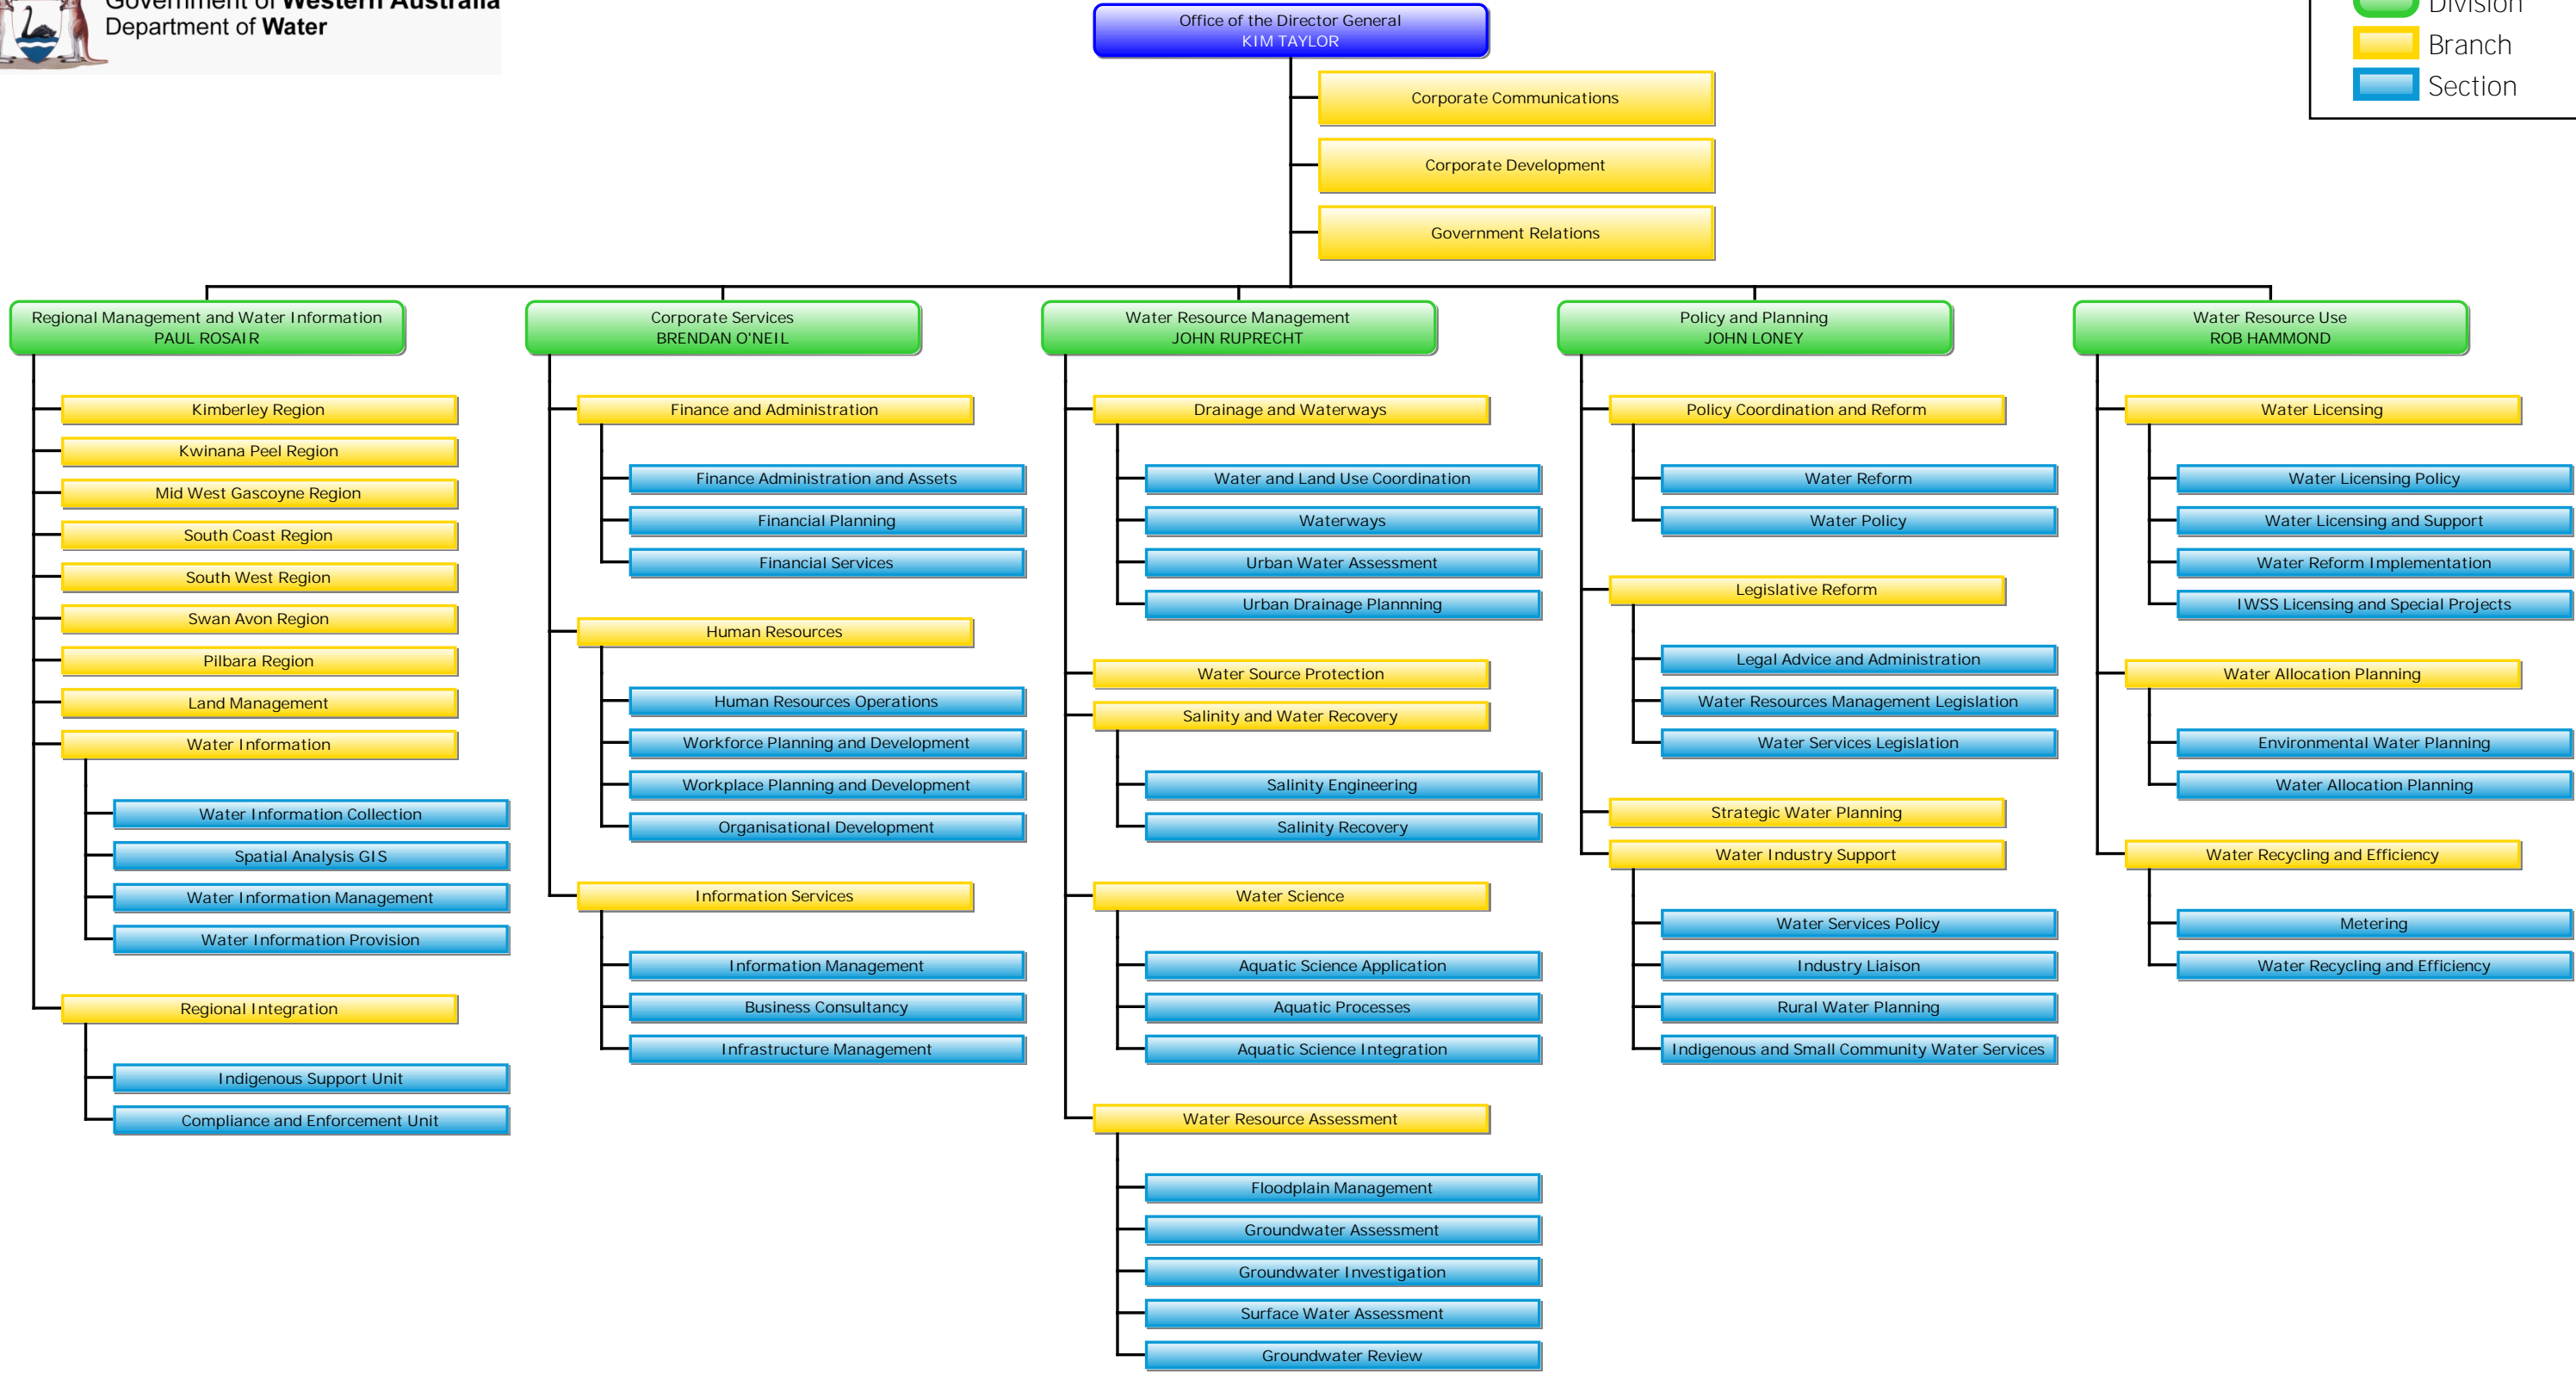 Government of Western Australia
Department of Water
Office of the Director General
KIM TAYLOR
Division
Branch
Section
Corporate Communications
Corporate Development
Government Relations
Regional Management and Water Information
PAUL ROSAIR
Kimberley Region
Kwinana Peel Region
Mid West Gascoyne Region
South Coast Region
South West Region
Swan Avon Region
Pilbara Region
Land Management
Water Information
Water Information Collection
Spatial Analysis GIS
Water Information Management
Water Information Provision
Regional Integration
Indigenous Support Unit
Compliance and Enforcement Unit
Corporate Services
BRENDAN O'NEIL
Finance and Administration
Finance Administration and Assets
Financial Planning
Financial Services
Human Resources
Human Resources Operations
Workforce Planning and Development
Workplace Planning and Development
Organisational Development
Information Services
Information Management
Business Consultancy
Infrastructure Management
Water Resource Management
JOHN RUPRECHT
Drainage and Waterways
Water and Land Use Coordination
Waterways
Urban Water Assessment
Urban Drainage Plannning
Water Source Protection
Salinity and Water Recovery
Salinity Engineering
Salinity Recovery
Water Science
Aquatic Science Application
Aquatic Processes
Aquatic Science Integration
Water Resource Assessment
Floodplain Management
Groundwater Assessment
Groundwater Investigation
Surface Water Assessment
Groundwater Review
Policy and Planning
JOHN LONEY
Policy Coordination and Reform
Water Reform
Water Policy
Legislative Reform
Legal Advice and Administration
Water Resources Management Legislation
Water Services Legislation
Strategic Water Planning
Water Industry Support
Water Services Policy
Industry Liaison
Rural Water Planning
Indigenous and Small Community Water Services
Water Resource Use
ROB HAMMOND
Water Licensing
Water Licensing Policy
Water Licensing and Support
Water Reform Implementation
IWSS Licensing and Special Projects
Water Allocation Planning
Environmental Water Planning
Water Allocation Planning
Water Recycling and Efficiency
Metering
Water Recycling and Efficiency